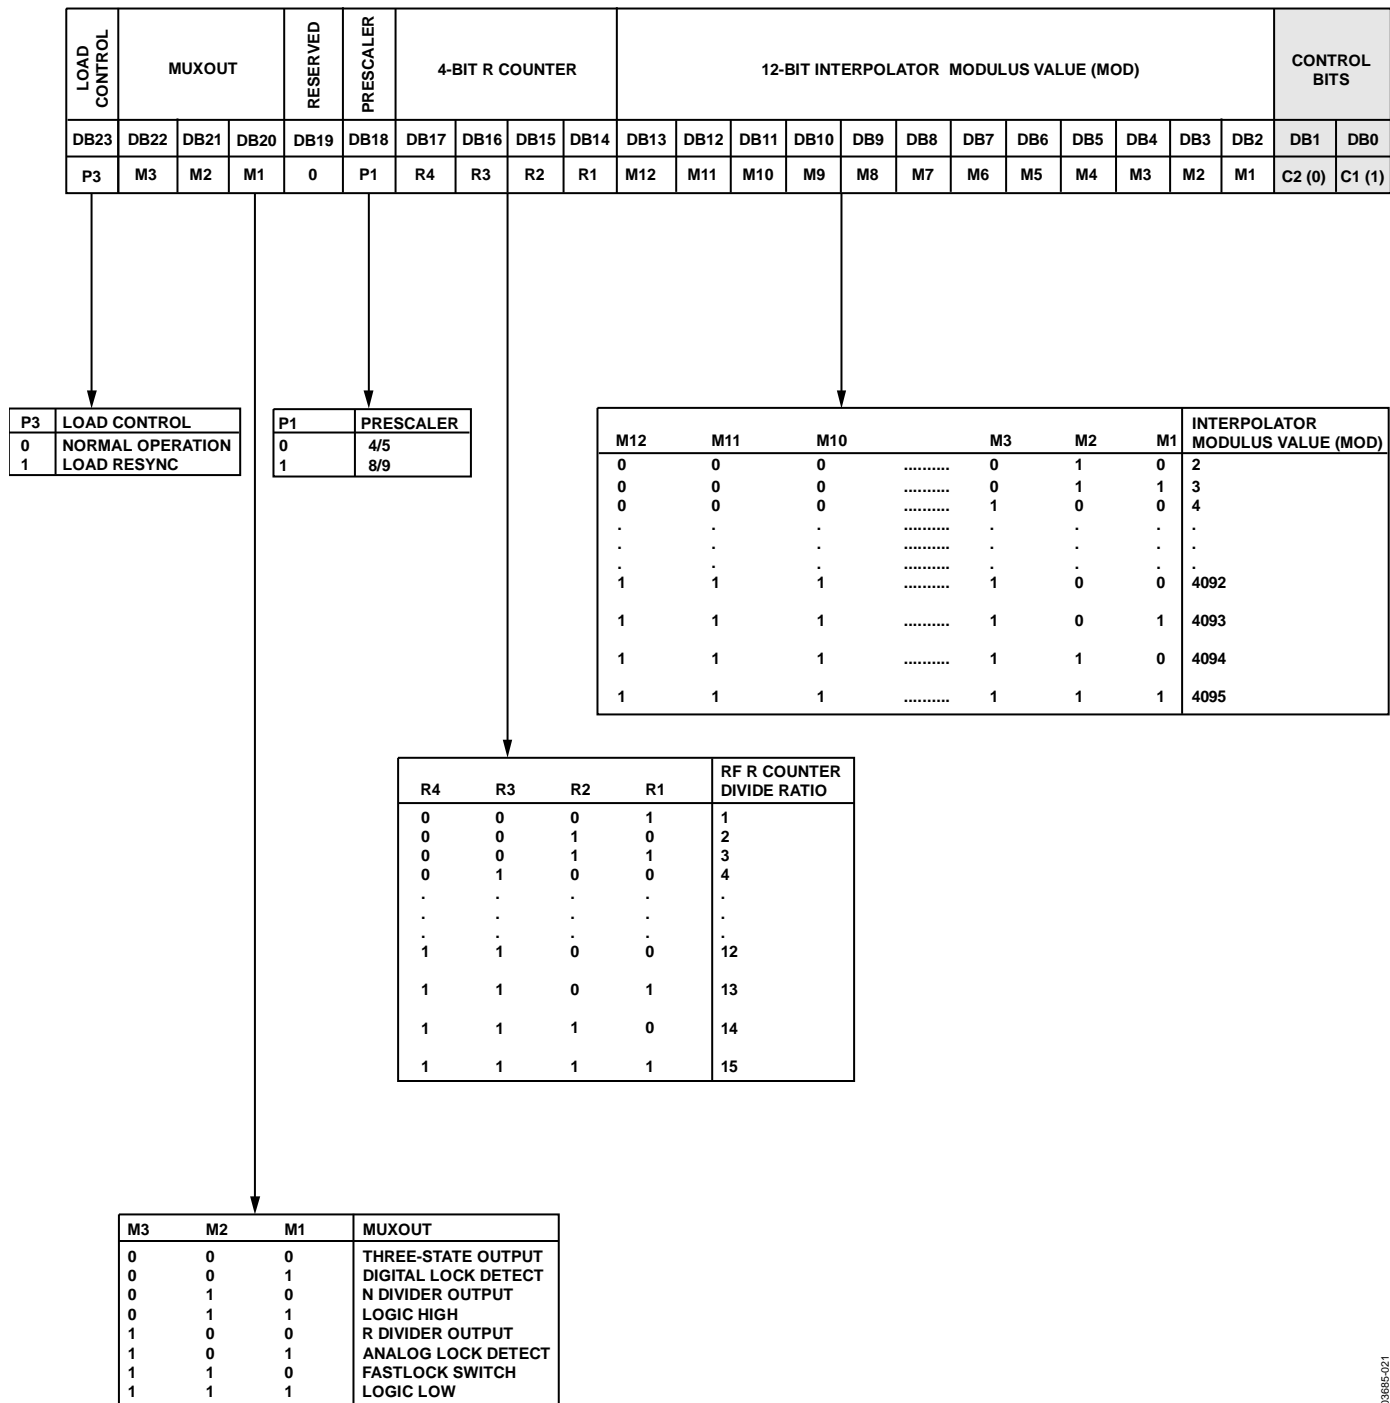 LOAD CONTROL MUXOUT RESERVED PRESCALER 4-BIT R COUNTER 12-BIT INTERPOLATOR MODULUS VALUE (MOD) CONTROL BITS
DB23 DB22 DB21 DB20 DB19 DB18 DB17 DB16 DB15 DB14 DB13 DB12 DB11 DB10 DB9 DB8 DB7 DB6 DB5 DB4 DB3 DB2 DB1 DB0
P3 M3 M2 M1 0 P1 R4 R3 R2 R1 M12 M11 M10 M9 M8 M7 M6 M5 M4 M3 M2 M1 C2 (0) C1 (1)
P3 LOAD CONTROL
0 NORMAL OPERATION
1 LOAD RESYNC
P1 PRESCALER
0 4/5
1 8/9
M12 M11 M10 M3 M2 M1 INTERPOLATOR MODULUS VALUE (MOD)
0 0 0 .......... 0 1 0 2
0 0 0 .......... 0 1 1 3
0 0 0 .......... 1 0 0 4
. . . .......... . . . .
. . . .......... . . . .
. . . .......... . . . .
1 1 1 .......... 1 0 0 4092
1 1 1 .......... 1 0 1 4093
1 1 1 .......... 1 1 0 4094
1 1 1 .......... 1 1 1 4095
R4 R3 R2 R1 RF R COUNTER DIVIDE RATIO
0 0 0 1 1
0 0 1 0 2
0 0 1 1 3
0 1 0 0 4
. . . . .
. . . . .
. . . . .
1 1 0 0 12
1 1 0 1 13
1 1 1 0 14
1 1 1 1 15
M3 M2 M1 MUXOUT
0 0 0 THREE-STATE OUTPUT
0 0 1 DIGITAL LOCK DETECT
0 1 0 N DIVIDER OUTPUT
0 1 1 LOGIC HIGH
1 0 0 R DIVIDER OUTPUT
1 0 1 ANALOG LOCK DETECT
1 1 0 FASTLOCK SWITCH
1 1 1 LOGIC LOW
03685-021